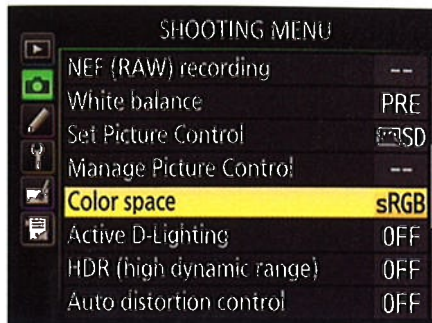 SHOOTING MENU
NEF (RAW) recording --
White balance PRE
Set Picture Control SD
Manage Picture Control --
Color space sRGB
Active D-Lighting OFF
HDR (high dynamic range) OFF
Auto distortion control OFF